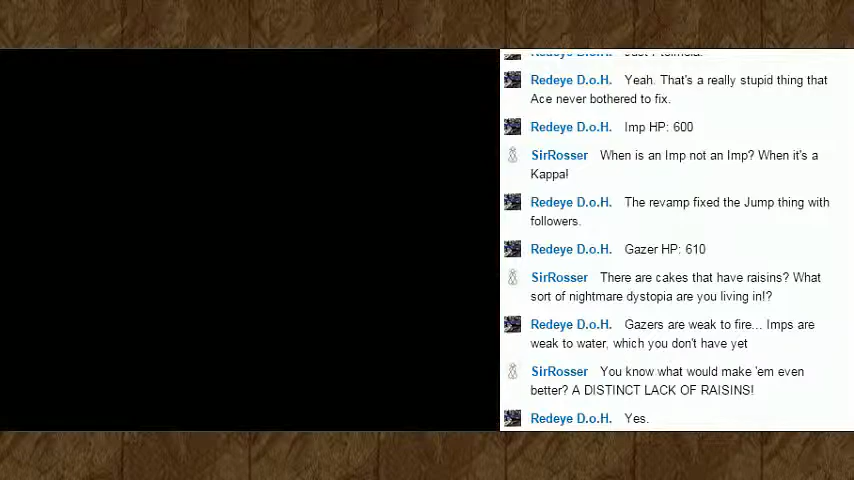 Redeye D.o.H. Yeah. That's a really stupid thing that
Ace never bothered to fix.
Redeye D.o.H. Imp HP: 600
SirRosser When is an Imp not an Imp? When it's a
Kappa!
Redeye D.o.H. The revamp fixed the Jump thing with
followers.
Redeye D.o.H. Gazer HP: 610
SirRosser There are cakes that have raisins? What
sort of nightmare dystopia are you living in!?
Redeye D.o.H. Gazers are weak to fire... Imps are
weak to water, which you don't have yet
SirRosser You know what would make 'em even
better? A DISTINCT LACK OF RAISINS!
Redeye D.o.H. Yes.